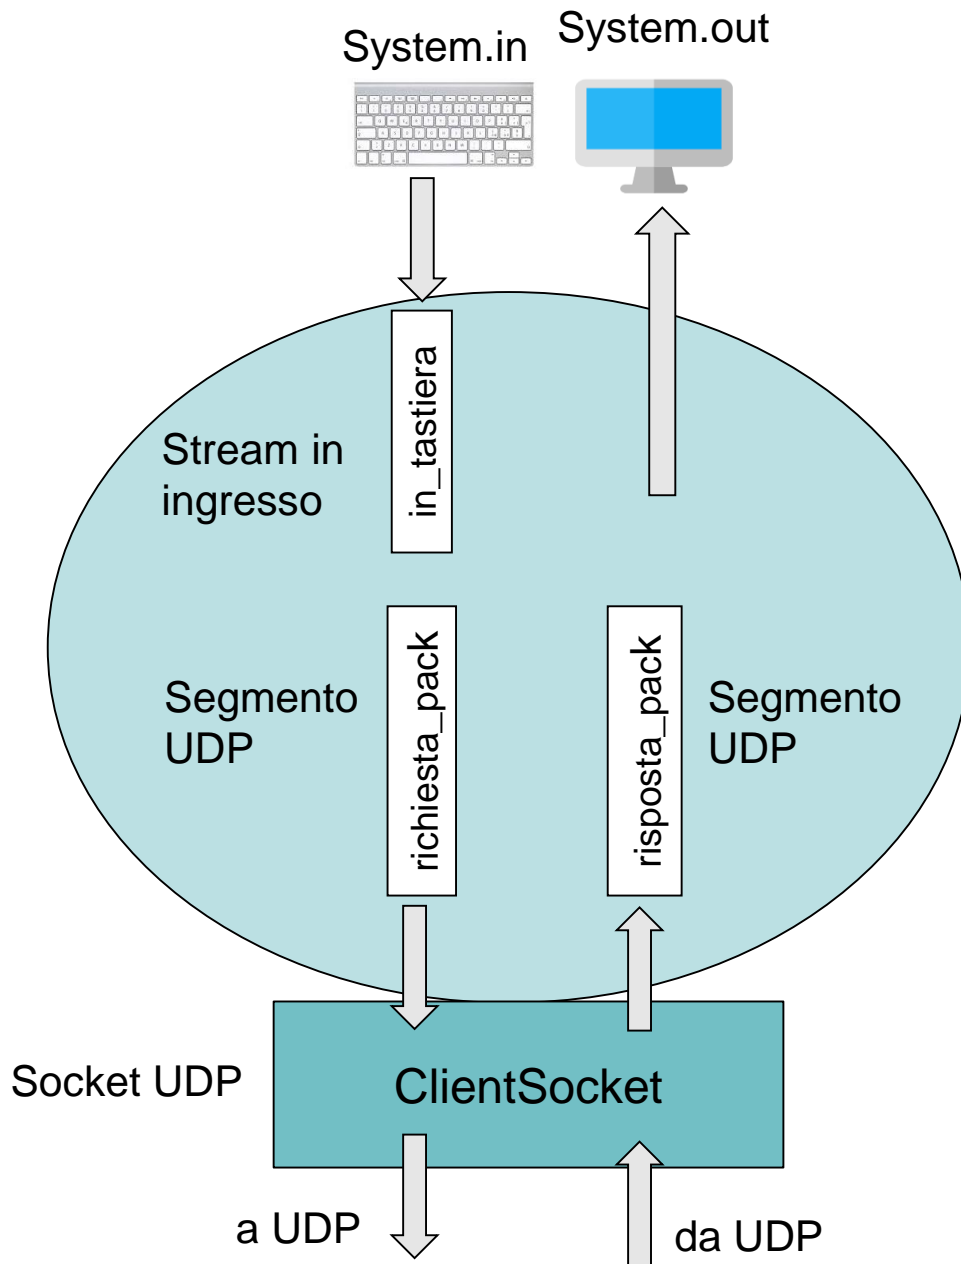 System.in
System.out
in_tastiera
Stream in
ingresso
richiesta_pack
risposta_pack
Segmento
UDP
Segmento
UDP
Socket UDP
ClientSocket
a UDP
da UDP